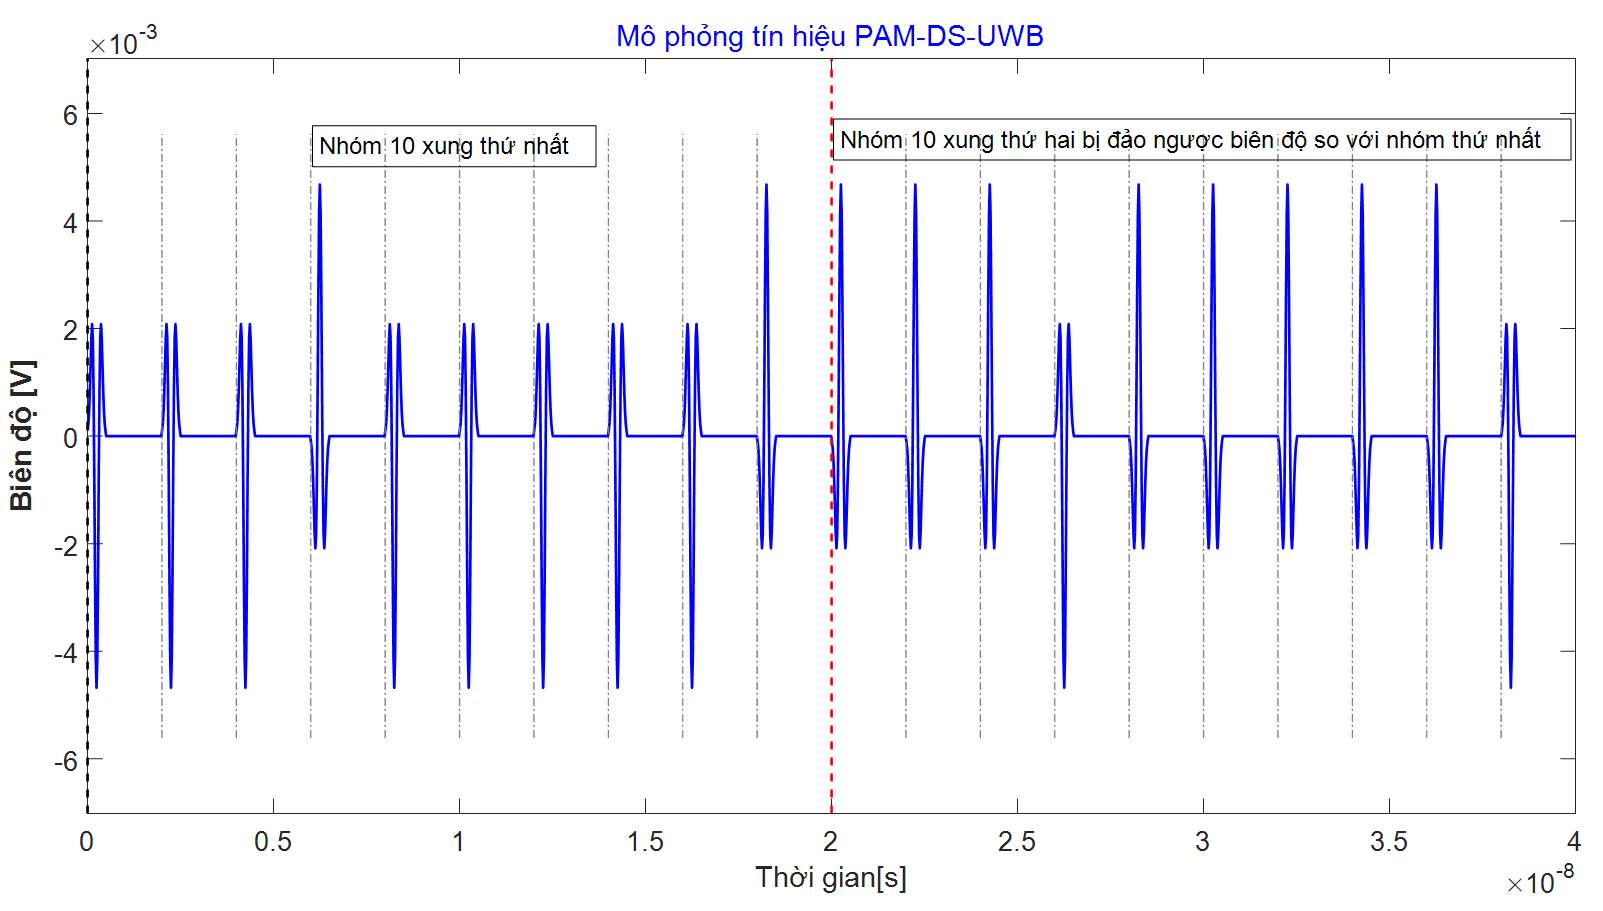 Mô phỏng tín hiệu PAM-DS-UWB
×10-3
Nhóm 10 xung thứ nhất
Nhóm 10 xung thứ hai bị đảo ngược biên độ so với nhóm thứ nhất
6
4
2
0
-2
-4
-6
Biên độ [V]
0 0.5 1 1.5 2 2.5 3 3.5 4
Thời gian[s]
×10-8